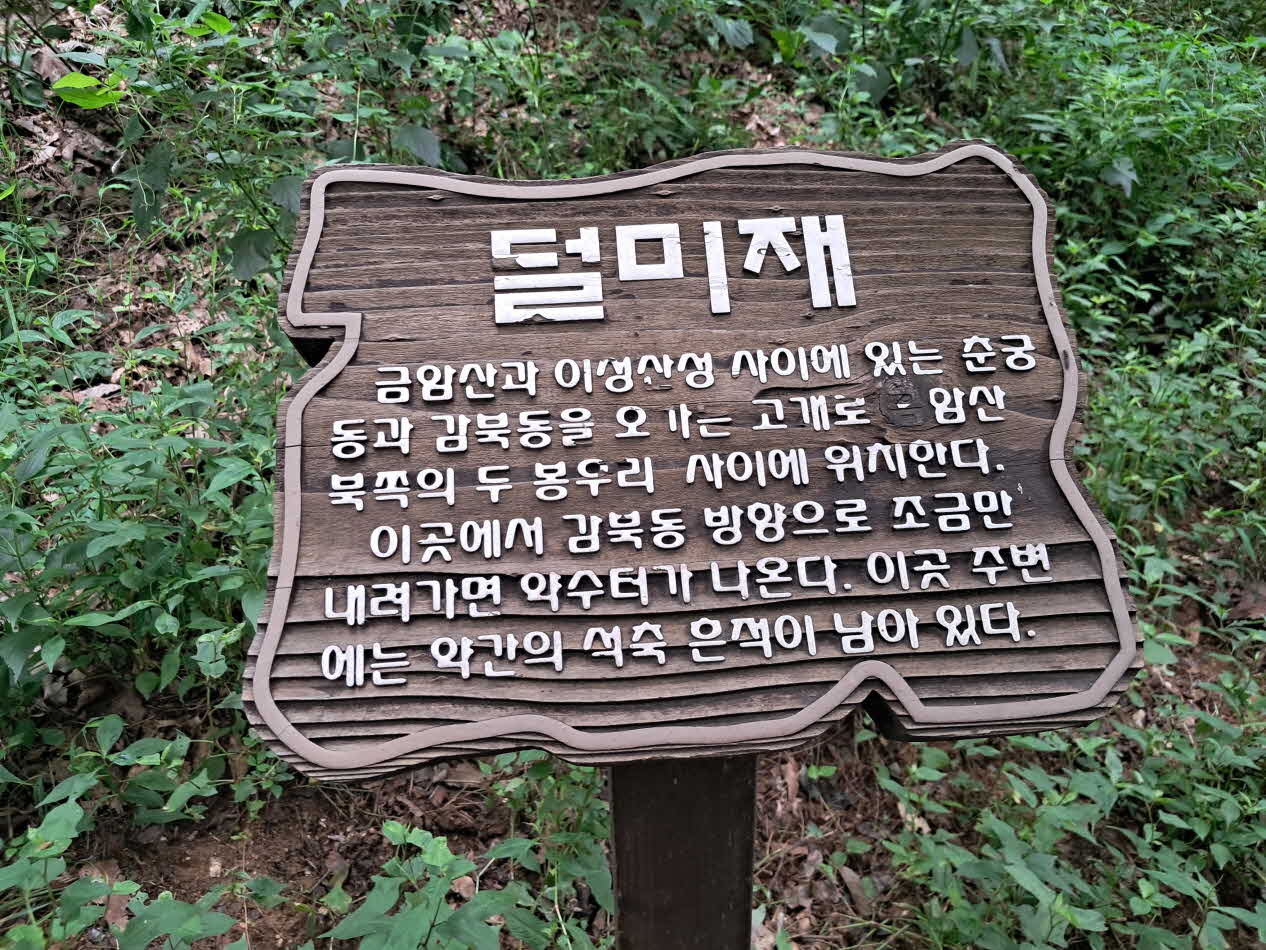 덜미재
금암산과 이성산성 사이에 있는 춘궁
동과 감북동을 오가는 고개로 암산
북쪽의 두 봉우리 사이에 위치한다.
이곳에서 감북동 방향으로 조금만
내려가면 약수터가 나온다. 이곳 주변
에는 약간의 석축 흔적이 남아 있다.